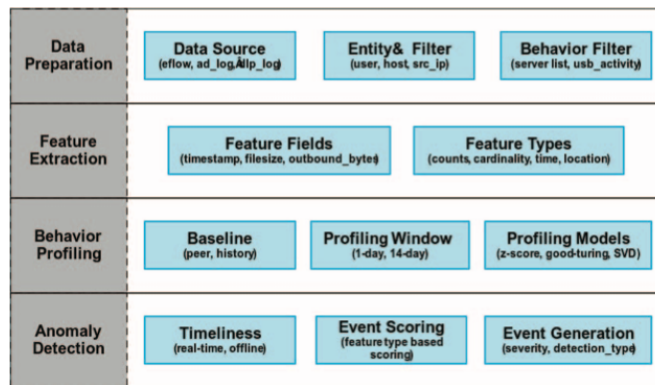 Data
Preparation
Data Source
(eflow, ad_log,Âllp_log)
Entity& Filter
(user, host, src_ip)
Behavior Filter
(server list, usb_activity)
Feature
Extraction
Feature Fields
(timestamp, filesize, outbound_bytes)
Feature Types
(counts, cardinality, time, location)
Behavior
Profiling
Baseline
(peer, history)
Profiling Window
(1-day, 14-day)
Profiling Models
(z-score, good-turing, SVD)
Anomaly
Detection
Timeliness
(real-time, offline)
Event Scoring
(feature type based
scoring)
Event Generation
(severity, detection_type)